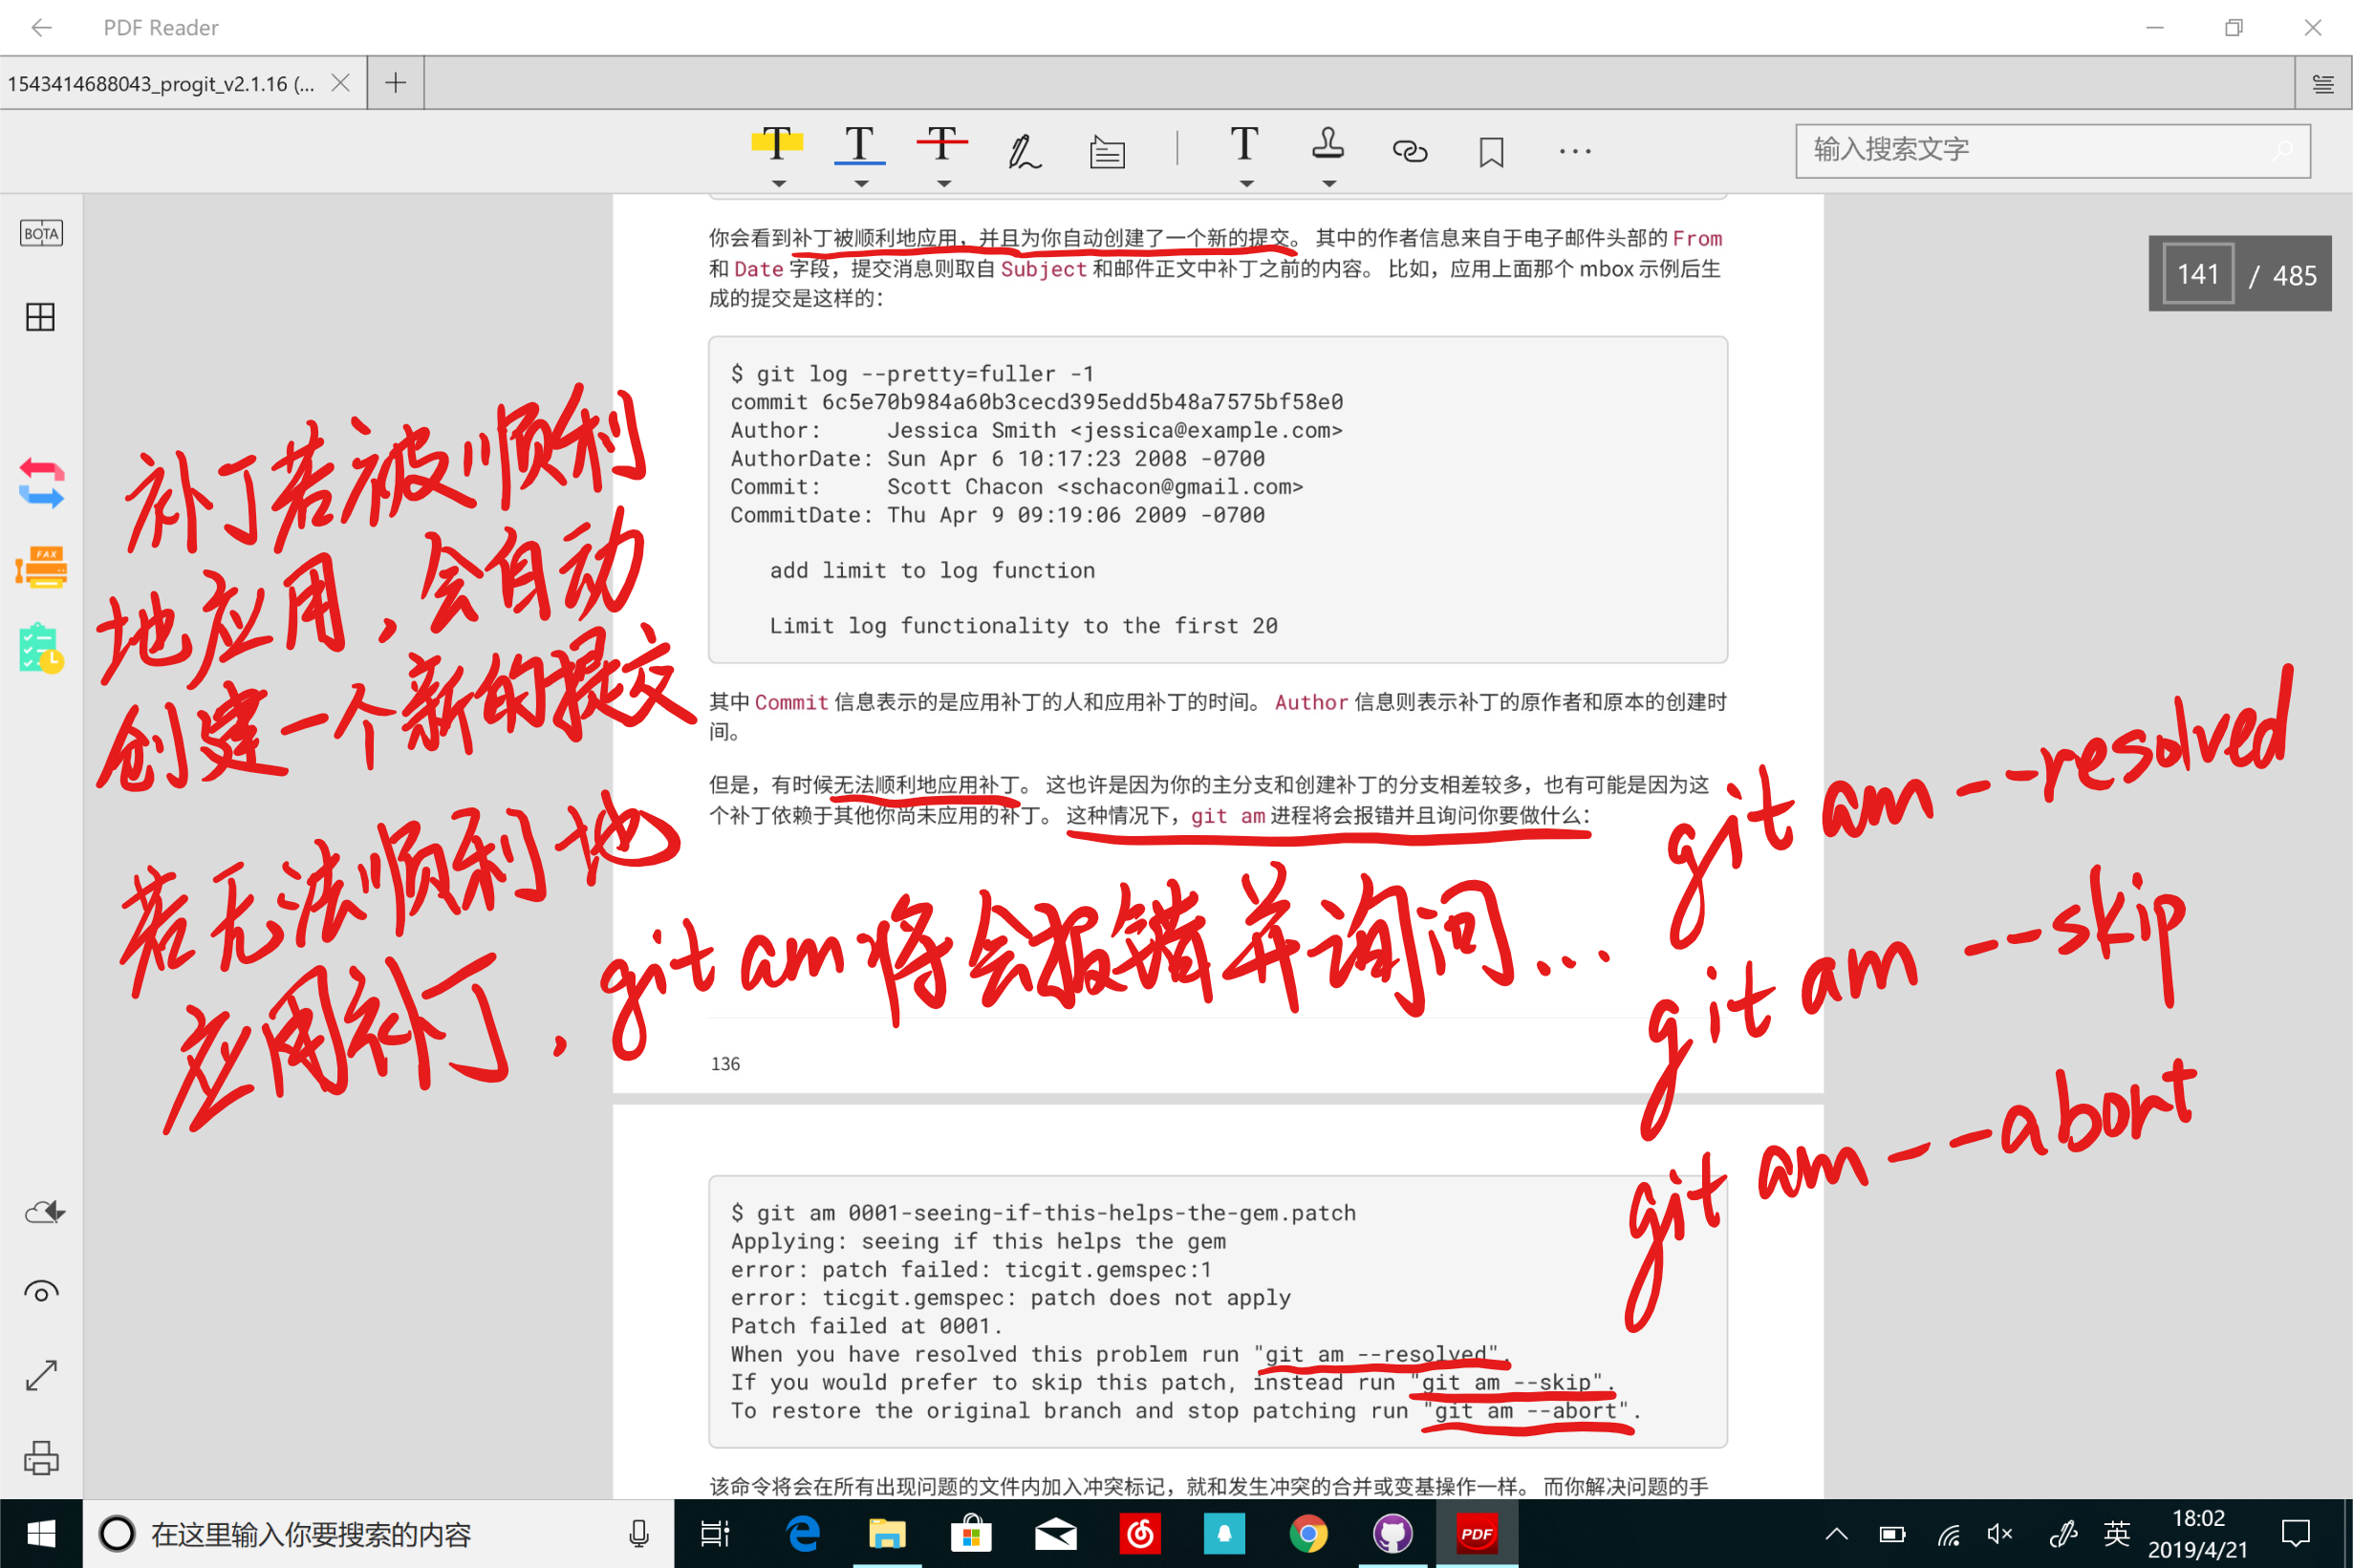 PDF Reader
1543414688043_progit_v2.1.16 (...
输入搜索文字
BOTA
FAX
141 / 485
你会看到补丁被顺利地应用，并且为你自动创建了一个新的提交。 其中的作者信息来自于电子邮件头部的 From
和 Date 字段，提交消息则取自 Subject 和邮件正文中补丁之前的内容。 比如，应用上面那个 mbox 示例后生
成的提交是这样的：
$ git log --pretty=fuller -1
commit 6c5e70b984a60b3cecd395edd5b48a7575bf58e0
Author:     Jessica Smith <jessica@example.com>
AuthorDate: Sun Apr 6 10:17:23 2008 -0700
Commit:     Scott Chacon <schacon@gmail.com>
CommitDate: Thu Apr 9 09:19:06 2009 -0700
add limit to log function
Limit log functionality to the first 20
补丁若被顺利
地应用，会自动
创建一个新的提交
其中 Commit 信息表示的是应用补丁的人和应用补丁的时间。 Author 信息则表示补丁的原作者和原本的创建时
间。
但是，有时候无法顺利地应用补丁。 这也许是因为你的主分支和创建补丁的分支相差较多，也有可能是因为这
个补丁依赖于其他你尚未应用的补丁。 这种情况下，git am 进程将会报错并且询问你要做什么：
若无法顺利地
应用补丁，git am 将会报错并询问...
git am --resolved
git am --skip
git am --abort
136
$ git am 0001-seeing-if-this-helps-the-gem.patch
Applying: seeing if this helps the gem
error: patch failed: ticgit.gemspec:1
error: ticgit.gemspec: patch does not apply
Patch failed at 0001.
When you have resolved this problem run "git am --resolved".
If you would prefer to skip this patch, instead run "git am --skip".
To restore the original branch and stop patching run "git am --abort".
该命令将会在所有出现问题的文件内加入冲突标记，就和发生冲突的合并或变基操作一样。 而你解决问题的手
在这里输入你要搜索的内容
PDF
英
18:02
2019/4/21